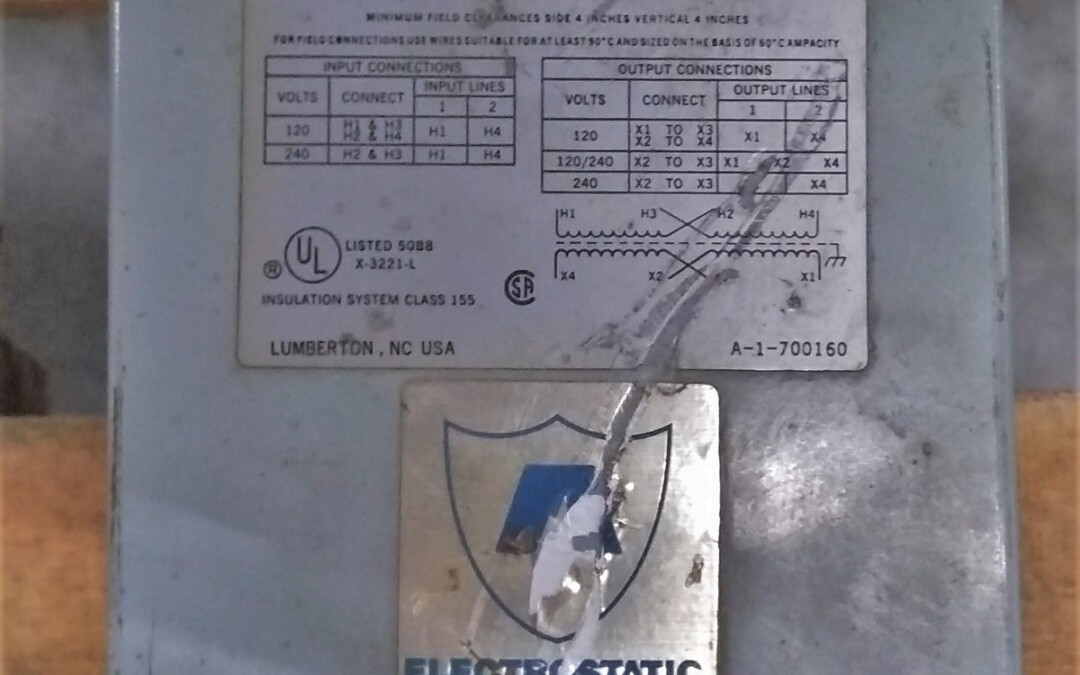 MINIMUM FIELD CLEARANCES SIDE 4 INCHES VERTICAL 4 INCHES
FOR FIELD CONNECTIONS USE WIRES SUITABLE FOR AT LEAST 90°C AND SIZED ON THE BASIS OF 60°C AMPACITY
INPUT CONNECTIONS
VOLTS CONNECT INPUT LINES
1 2
120 H1 & H3 H1 H4
H2 & H4
240 H2 & H3 H1 H4
OUTPUT CONNECTIONS
VOLTS CONNECT OUTPUT LINES
1 2
120 X1 TO X3 X1 X4
X2 TO X4
120/240 X2 TO X3 X1 X2 X4
240 X2 TO X3 X4
H1 H3 H2 H4
X4 X2 X1
® UL LISTED 50B8
X-3221-L
SA
INSULATION SYSTEM CLASS 155
LUMBERTON, NC USA
A-1-700160
ELECTROSTATIC